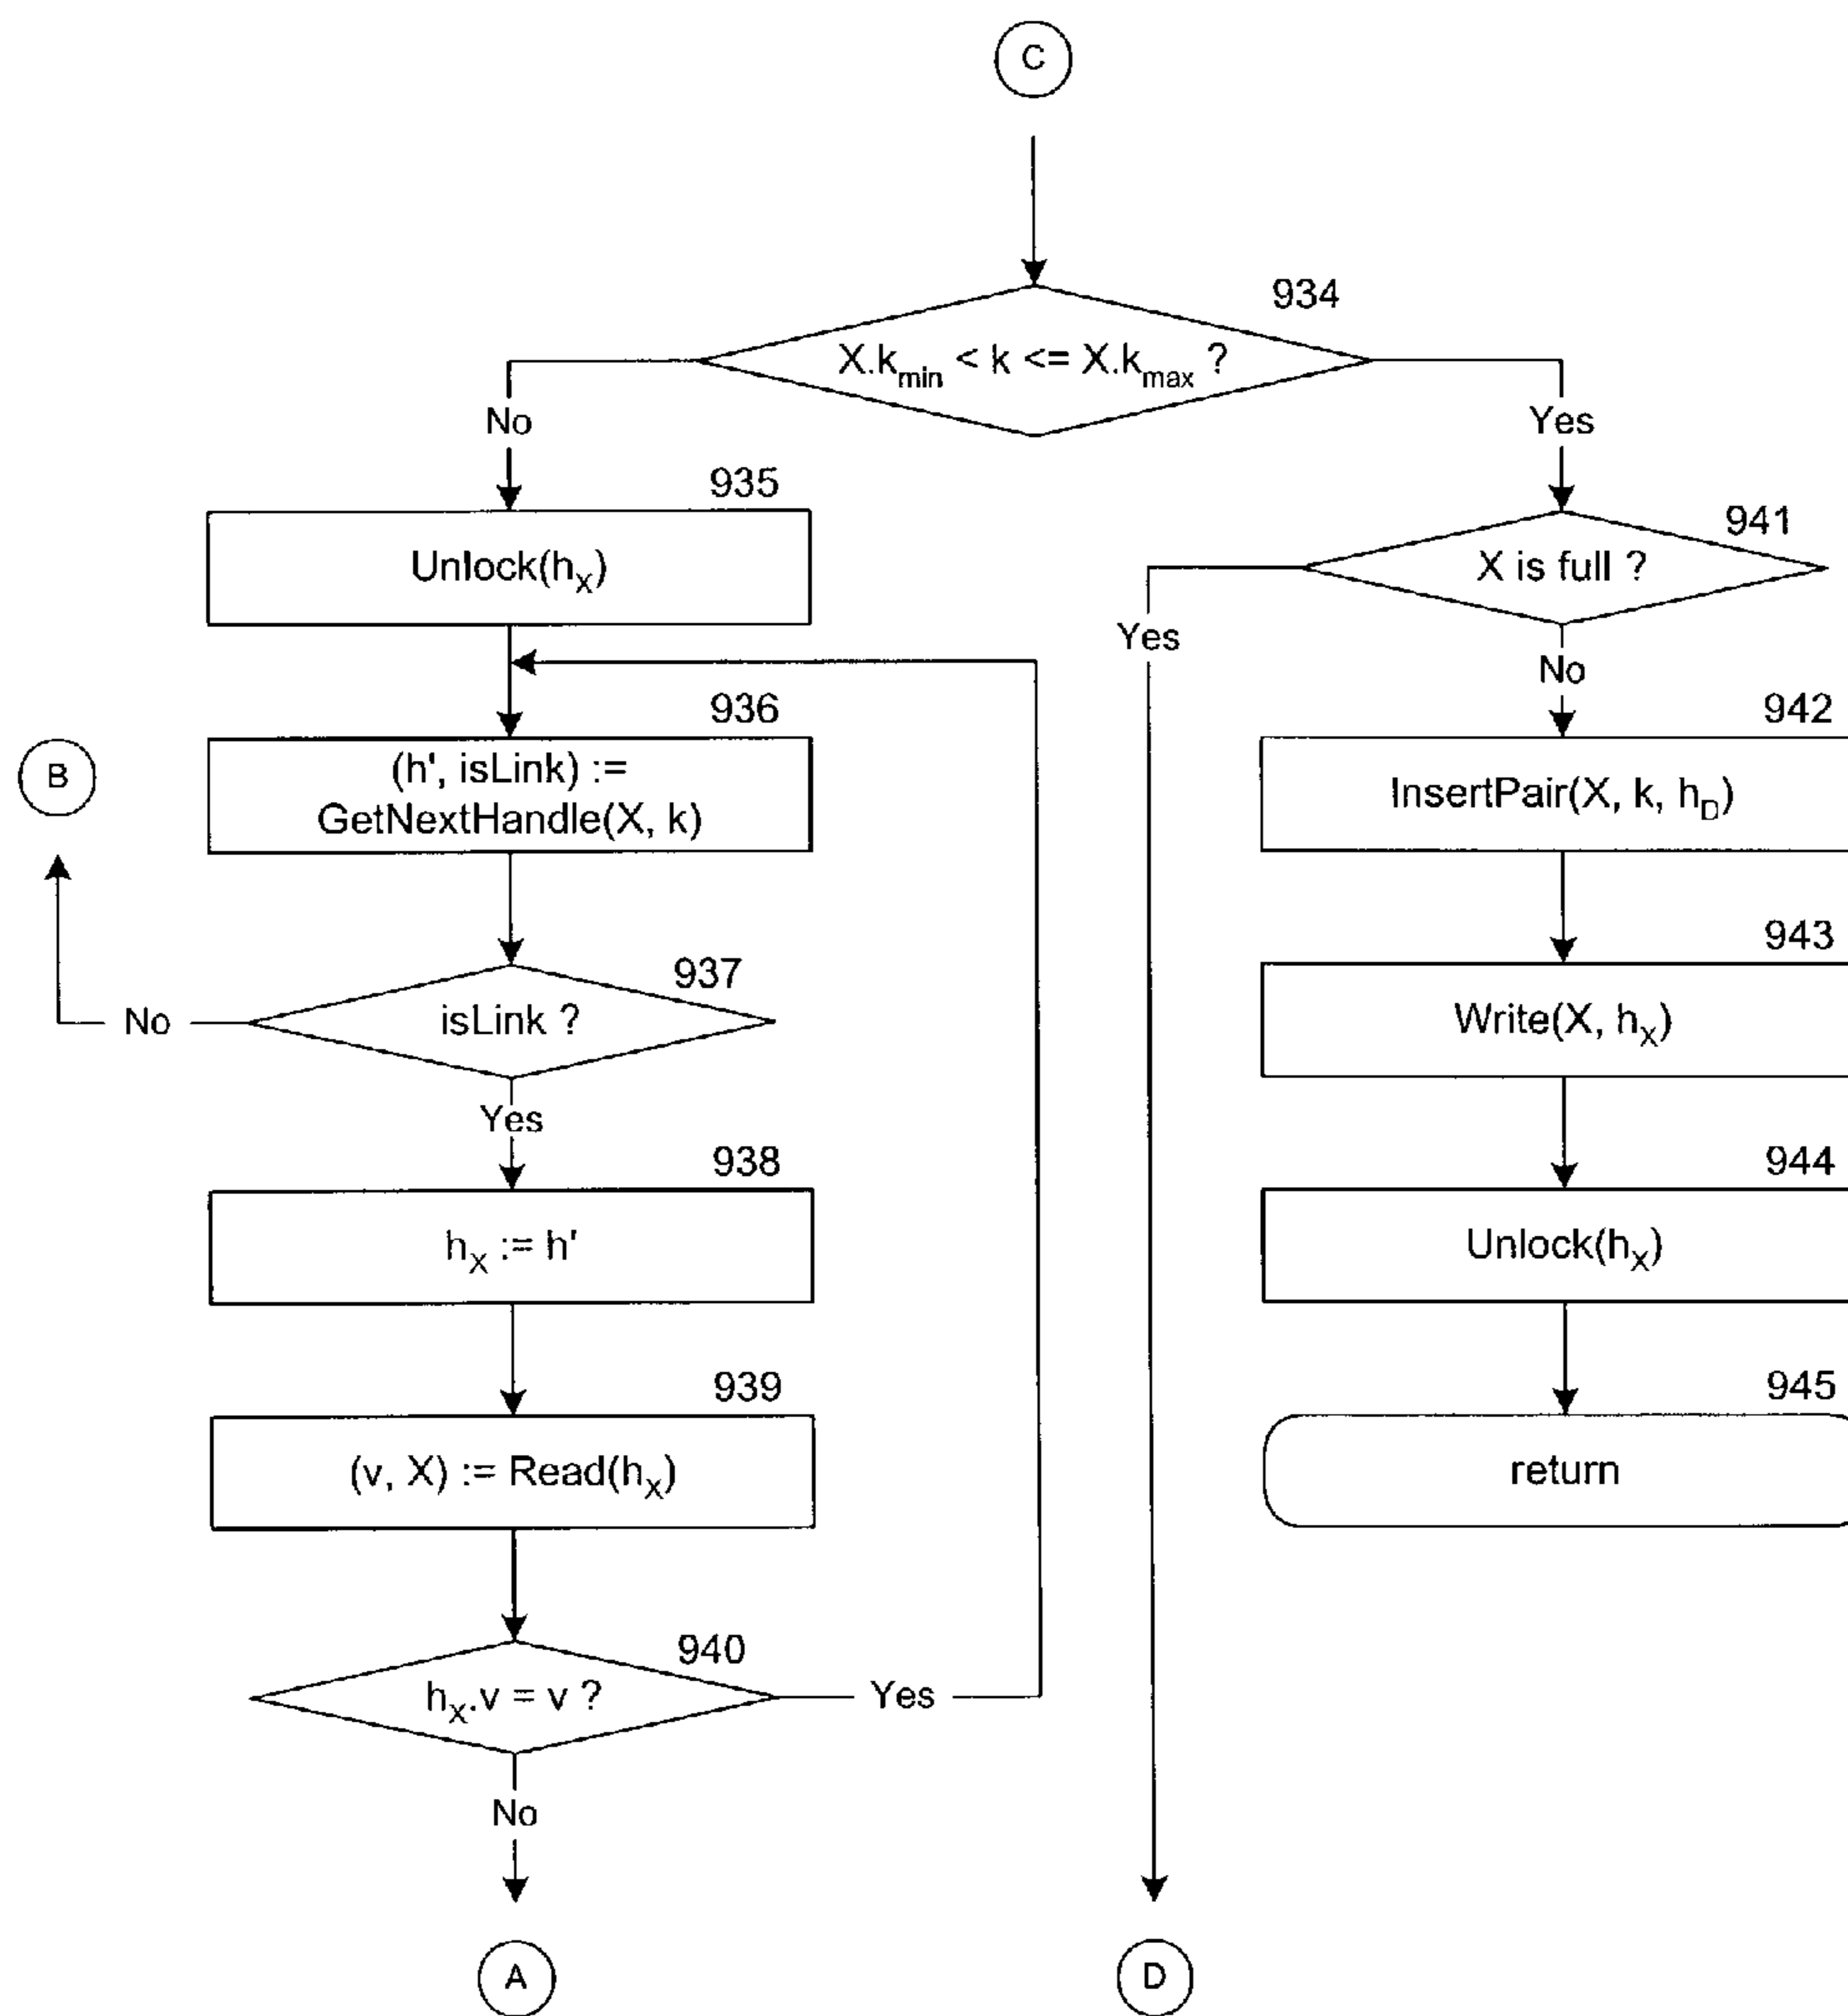 C
934
X.kmin < k <= X.kmax ?
No
Yes
935
Unlock(hX)
941
X is full ?
Yes
No
936
(h', isLink) :=
GetNextHandle(X, k)
B
942
InsertPair(X, k, hD)
937
isLink ?
No
Yes
943
Write(X, hX)
938
hX := h'
944
Unlock(hX)
939
(v, X) := Read(hX)
945
return
940
hX.v = v ?
Yes
No
A
D